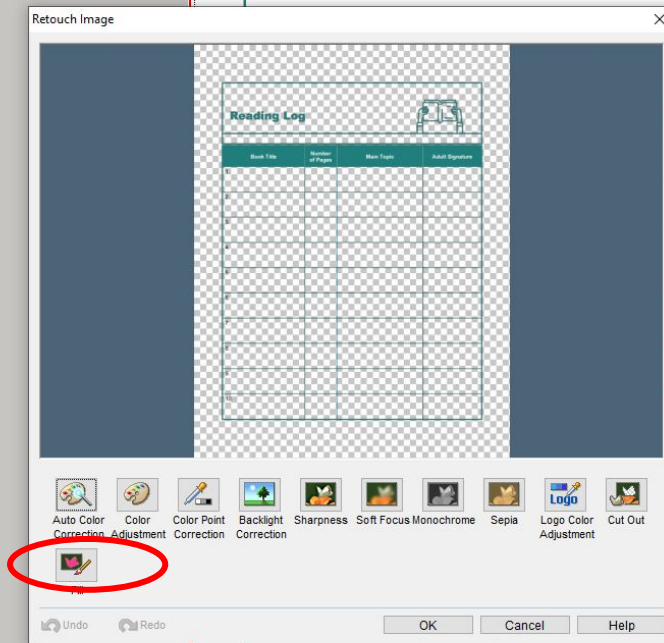 Retouch Image
Reading Log
Book Title
Number
of Pages
Main Topic
Adult Signature
1.
2.
3.
4.
5.
6.
7.
8.
9.
10.
Auto Color
Correction
Color
Adjustment
Color Point
Correction
Backlight
Correction
Sharpness
Soft Focus
Monochrome
Sepia
Logo
Logo Color
Adjustment
Cut Out
Fill
Undo
Redo
OK
Cancel
Help